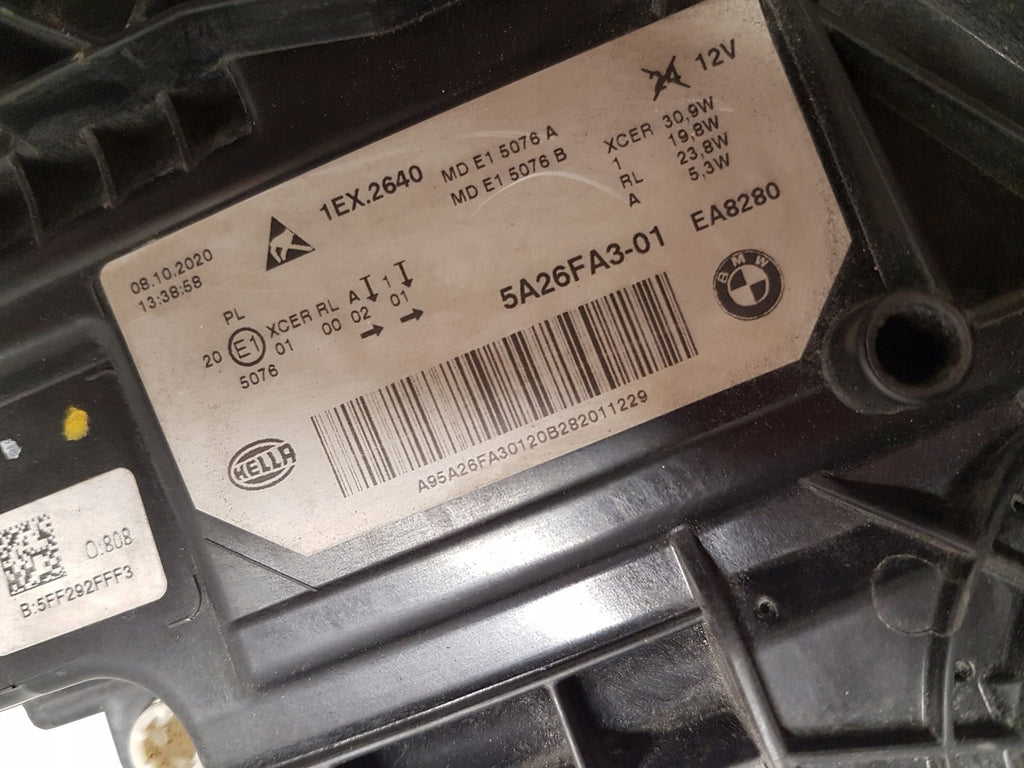 24 12V
08.10.2020
13:38:58
1EX.2640
MD E1 5076 A
MD E1 5076 B
XCER 30,9W
1 19.8W
RL 23.8W
A 5.3W
PL
20 E1 XCER RL A 1
01 00 02 01
5076
5A26FA3-01
EA8280
BMW
HELLA
A95A26FA30120B282011229
O:808
B:5FF292FFF3